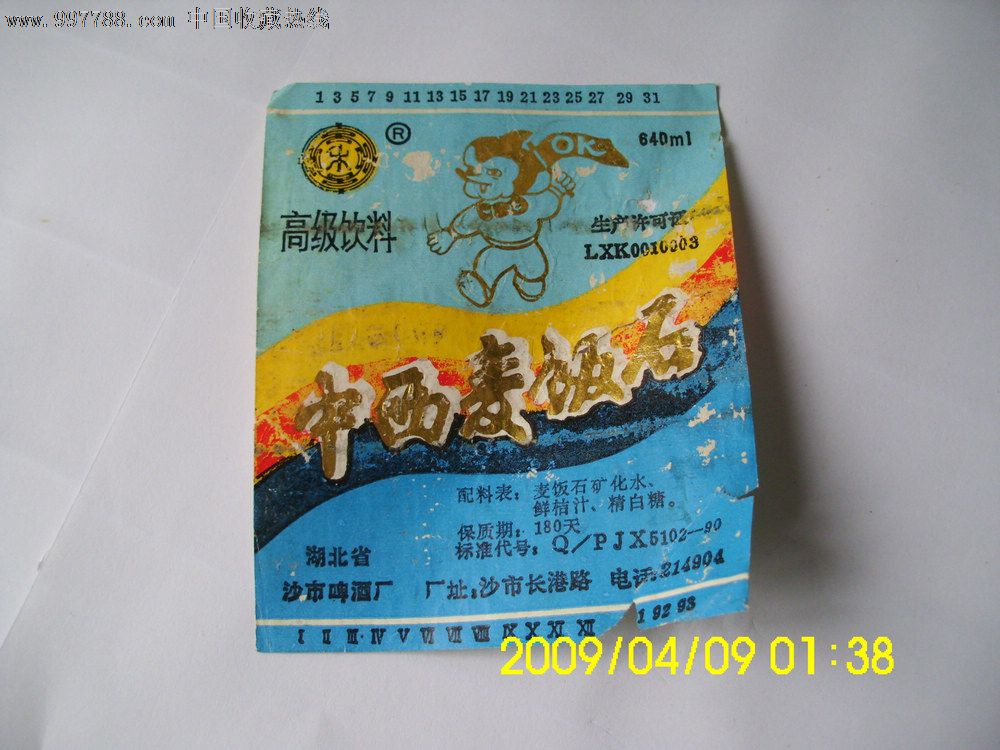 www.997788.com 中国收藏热线
1 3 5 7 9 11 13 15 17 19 21 23 25 27 29 31
®
OK
640ml
高级饮料
生产许可证
LXK0010003
中西麦饭石
配料表：麦饭石矿化水、
鲜桔汁、精白糖。
保质期：180天
标准代号：Q/PJX5102—90
湖北省
沙市啤酒厂 厂址：沙市长港路 电话：214904
I II III·IV V VI VII VIII IX X XI XII
1 92 93
2009/04/09 01:38